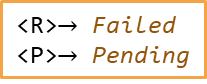 <R>→ Failed
<P>→ Pending